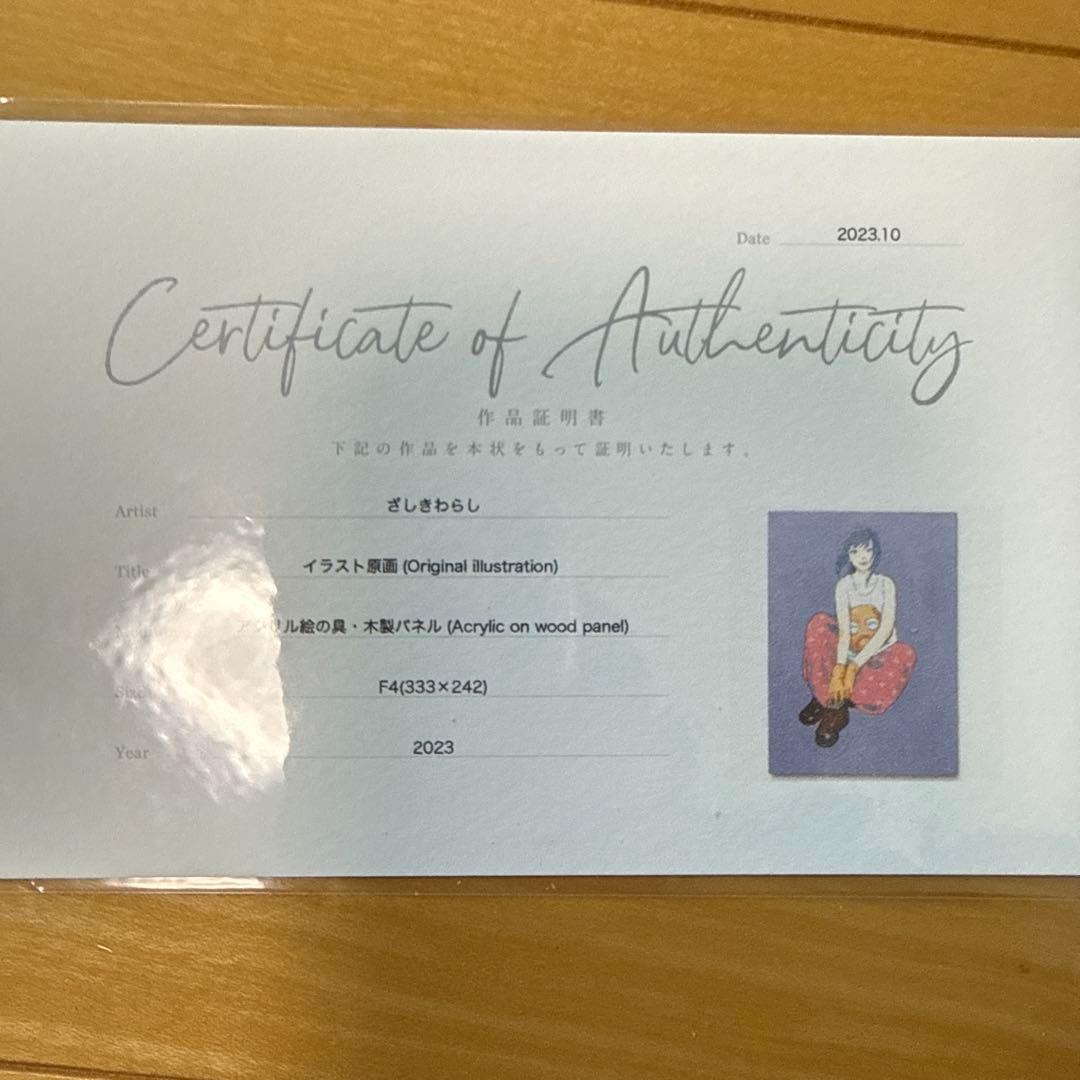 Date 2023.10
Certificate of Authenticity
作品証明書
下記の作品を本状をもって証明いたします。
Artist ざしきわらし
Title イラスト原画 (Original illustration)
リル絵の具・木製パネル (Acrylic on wood panel)
Size F4(333×242)
Year 2023